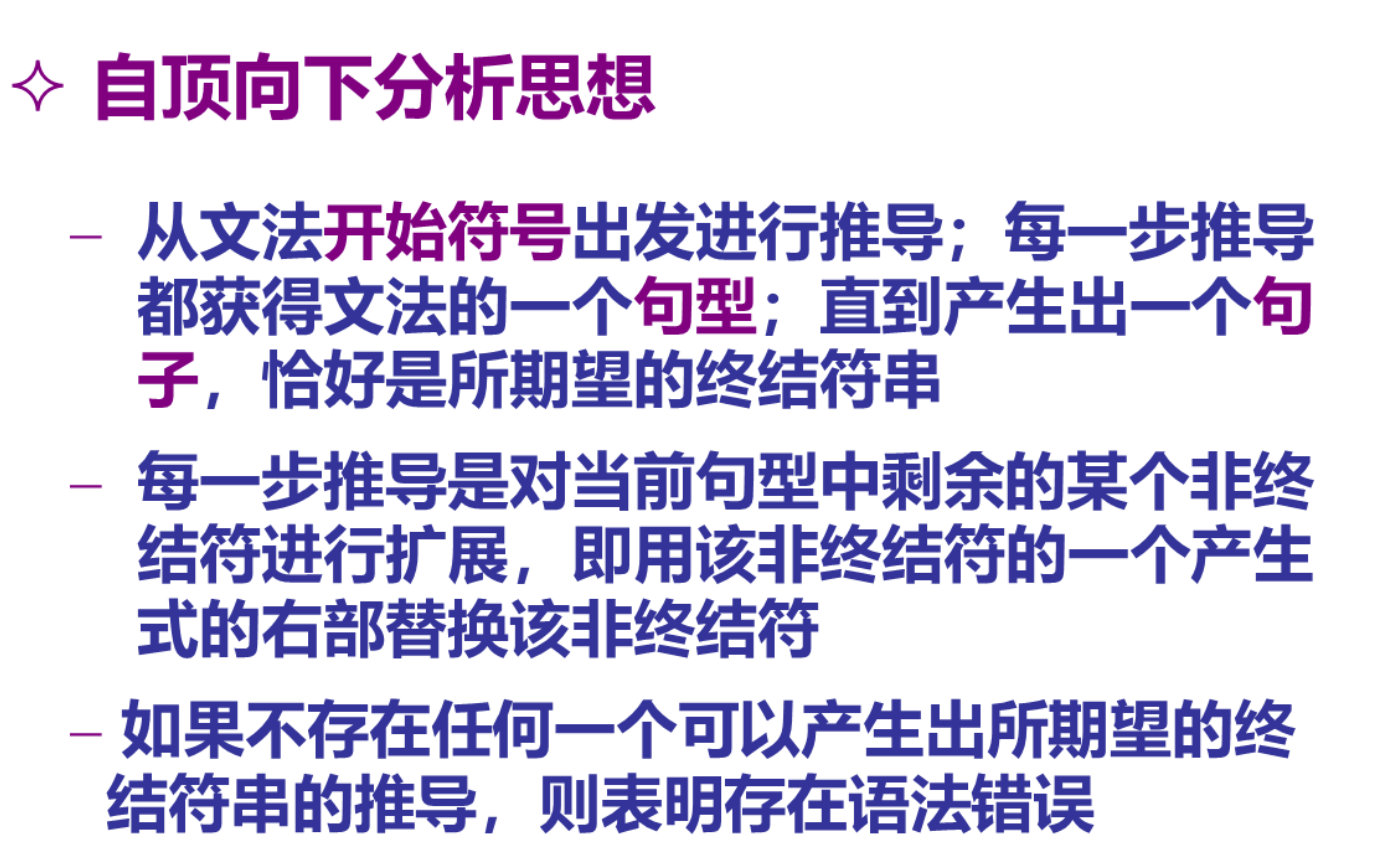 ✧ 自顶向下分析思想
– 从文法开始符号出发进行推导；每一步推导
都获得文法的一个句型；直到产生出一个句
子，恰好是所期望的终结符串
– 每一步推导是对当前句型中剩余的某个非终
结符进行扩展，即用该非终结符的一个产生
式的右部替换该非终结符
– 如果不存在任何一个可以产生出所期望的终
结符串的推导，则表明存在语法错误